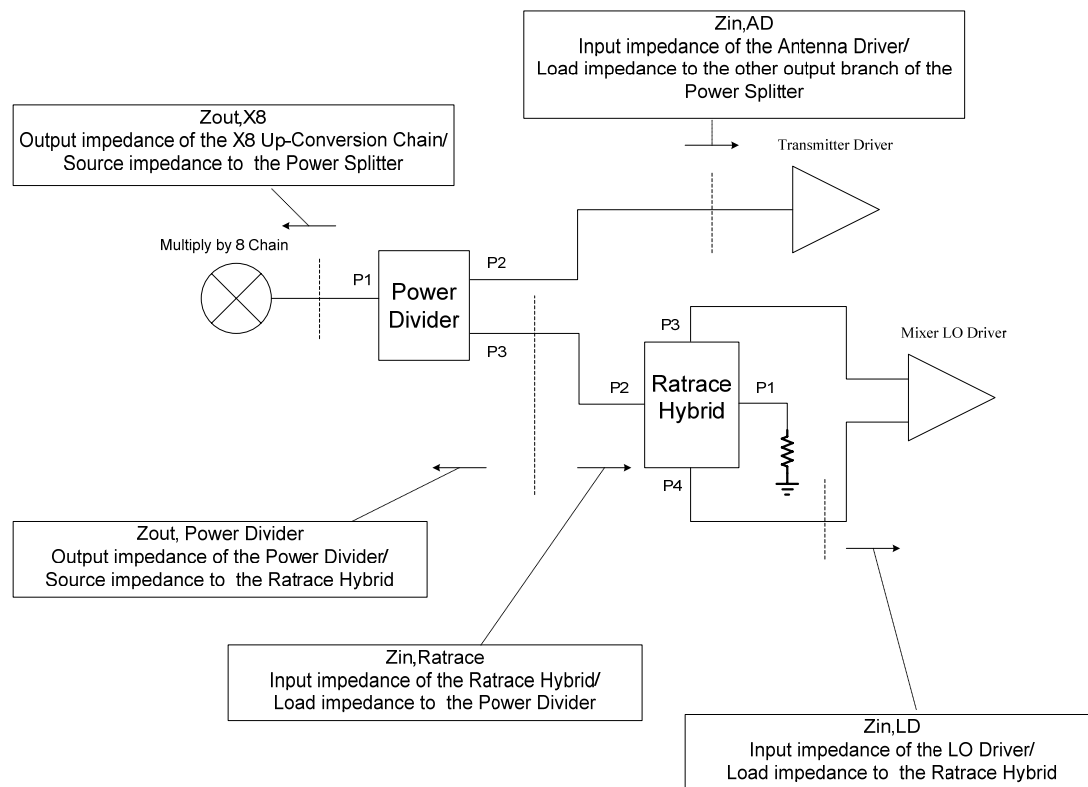 Zin,AD
Input impedance of the Antenna Driver/
Load impedance to the other output branch of the
Power Splitter
Zout,X8
Output impedance of the X8 Up-Conversion Chain/
Source impedance to the Power Splitter
Transmitter Driver
Multiply by 8 Chain
P1
P2
Power
Divider
P3
P3
Mixer LO Driver
P2
Ratrace
Hybrid
P1
P4
Zout, Power Divider
Output impedance of the Power Divider/
Source impedance to the Ratrace Hybrid
Zin,Ratrace
Input impedance of the Ratrace Hybrid/
Load impedance to the Power Divider
Zin,LD
Input impedance of the LO Driver/
Load impedance to the Ratrace Hybrid